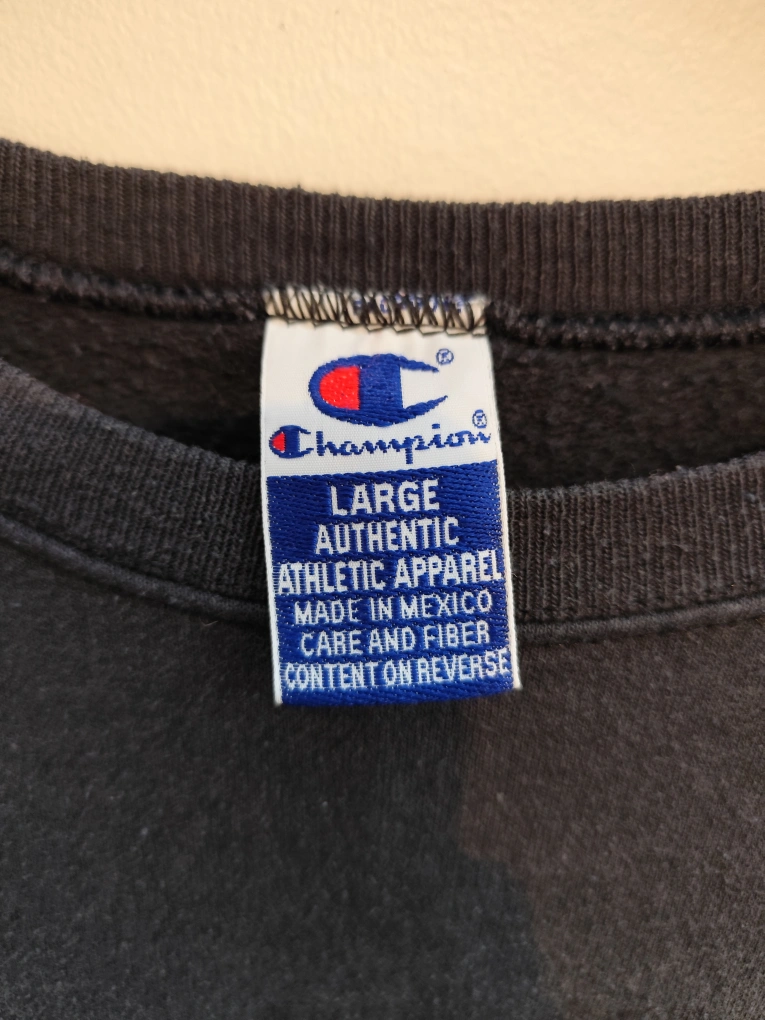 ®
Champion®
LARGE
AUTHENTIC
ATHLETIC APPAREL
MADE IN MEXICO
CARE AND FIBER
CONTENT ON REVERSE